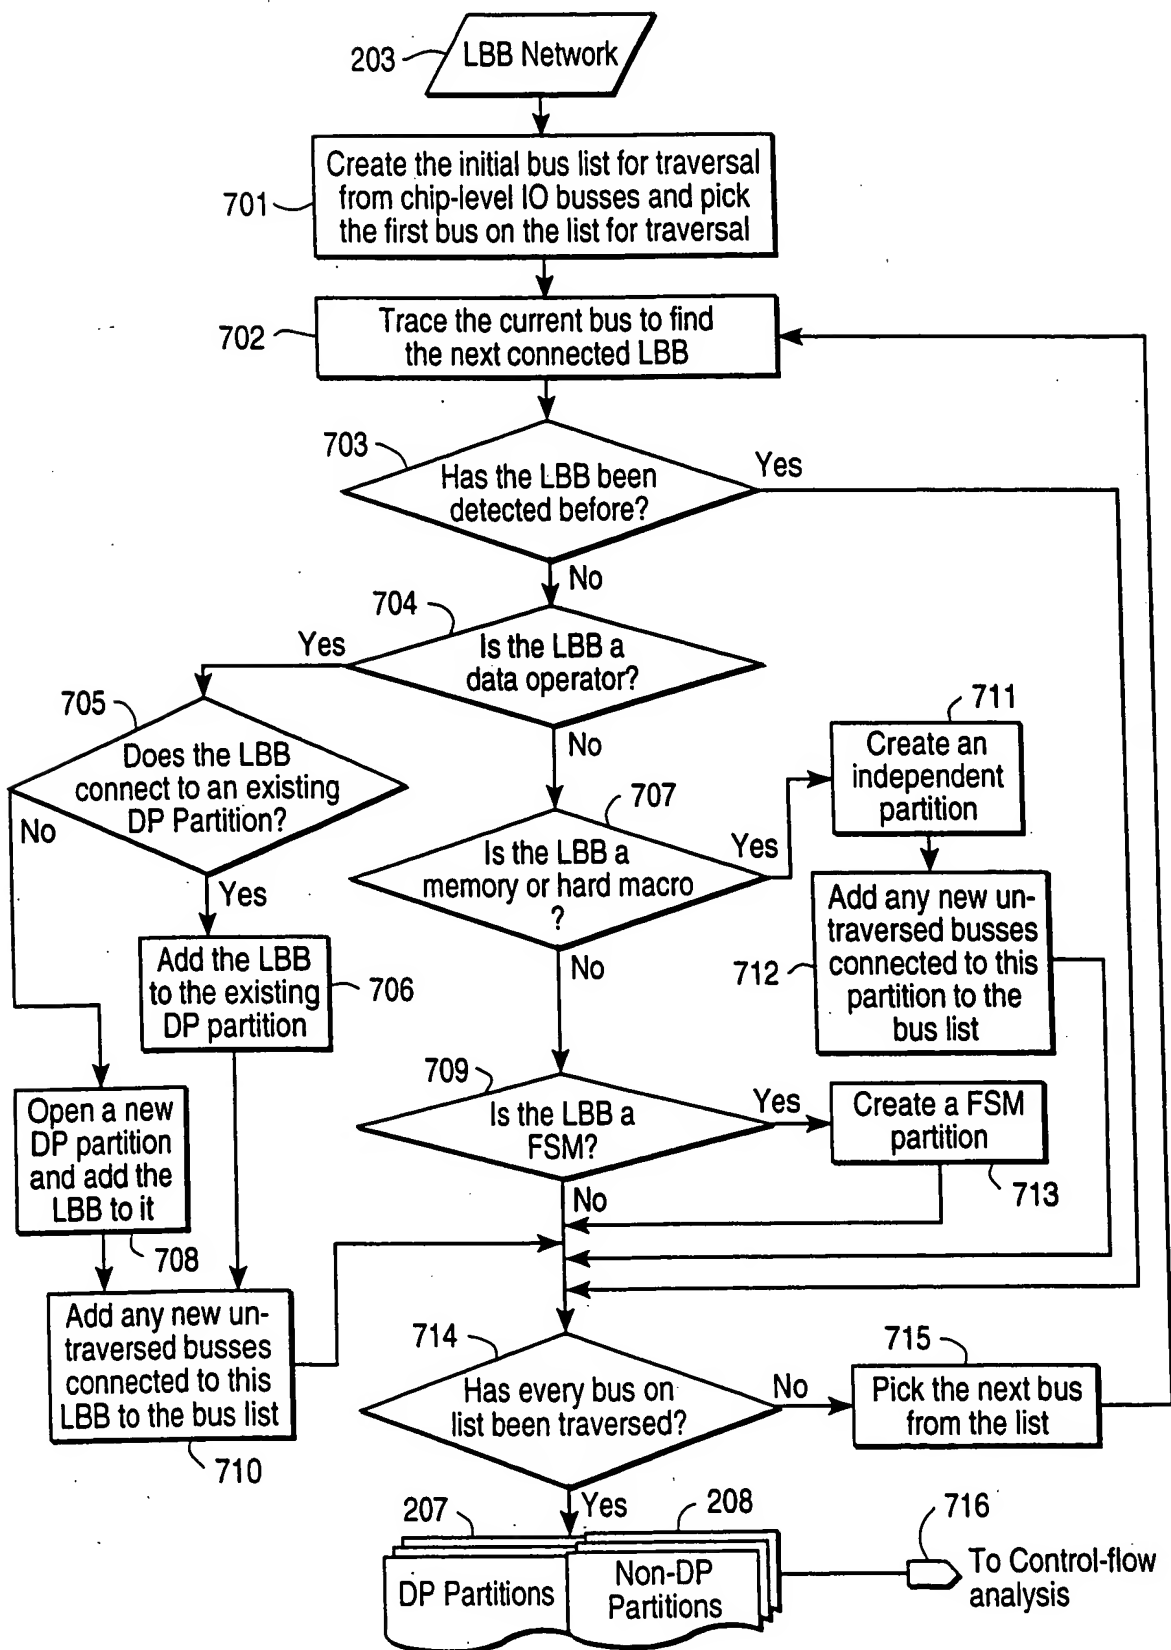 203
LBB Network
701
Create the initial bus list for traversal
from chip-level IO busses and pick
the first bus on the list for traversal
702
Trace the current bus to find
the next connected LBB
703
Has the LBB been
detected before?
Yes
No
704
Is the LBB a
data operator?
Yes
No
705
Does the LBB
connect to an existing
DP Partition?
No
Yes
707
Is the LBB a
memory or hard macro
?
Yes
No
711
Create an
independent
partition
712
Add any new un-
traversed busses
connected to this
partition to the
bus list
Add the LBB
to the existing
DP partition
706
709
Is the LBB a
FSM?
Yes
No
Create a FSM
partition
713
Open a new
DP partition
and add the
LBB to it
708
Add any new un-
traversed busses
connected to this
LBB to the bus list
710
714
Has every bus on
list been traversed?
No
Yes
715
Pick the next bus
from the list
207
208
DP Partitions
Non-DP
Partitions
716
To Control-flow
analysis